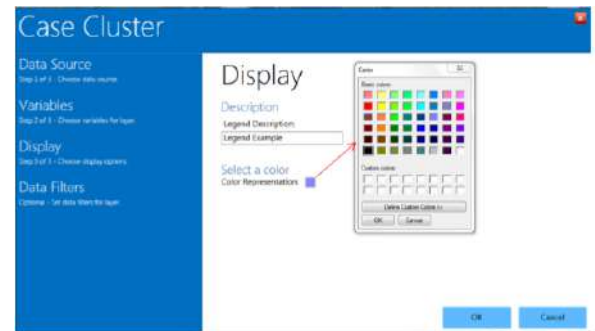 Case Cluster
Data Source
Step 1 of 3 - Choose data source
Variables
Step 2 of 3 - Choose variables for layer
Display
Step 3 of 3 - Choose display options
Data Filters
Optional - Set data filters for layer
Display
Description
Legend Description:
Legend Example
Select a color
Color Representation:
Color
Basic colors:
Custom colors:
Define Custom Colors >>
OK
Cancel
OK
Cancel